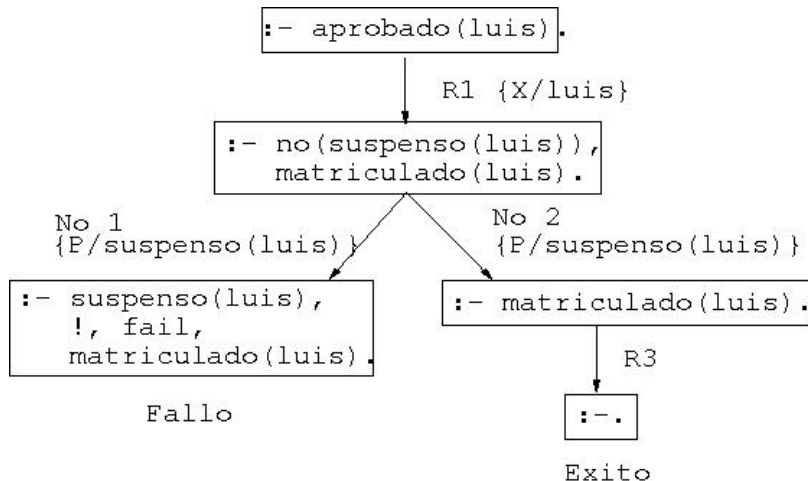 :- aprobado(luis).
R1 {X/luis}
:- no(suspenso(luis)),
matriculado(luis).
No 1
{P/suspenso(luis)}
No 2
{P/suspenso(luis)}
:- suspenso(luis),
!, fail,
matriculado(luis).
Fallo
:- matriculado(luis).
R3
:-.
Exito